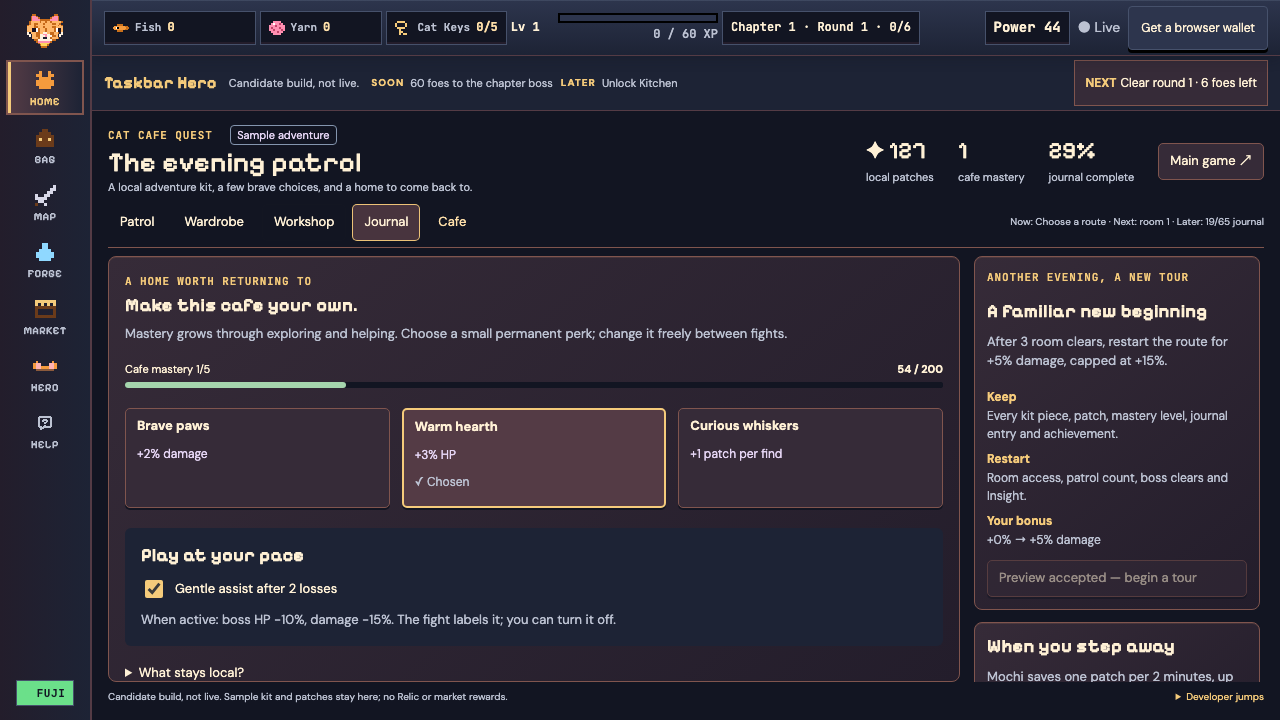 Fish 0
Yarn 0
Cat Keys 0/5
Lv 1
0 / 60 XP
Chapter 1 · Round 1 · 0/6
Power 44
Live
Get a browser wallet
HOME
BAG
MAP
FORGE
MARKET
HERO
HELP
FUJI
Taskbar Hero
Candidate build, not live.
SOON 60 foes to the chapter boss
LATER Unlock Kitchen
NEXT Clear round 1 · 6 foes left
CAT CAFE QUEST
Sample adventure
The evening patrol
A local adventure kit, a few brave choices, and a home to come back to.
✦ 127
local patches
1
cafe mastery
29%
journal complete
Main game ↗
Patrol
Wardrobe
Workshop
Journal
Cafe
Now: Choose a route · Next: room 1 · Later: 19/65 journal
A HOME WORTH RETURNING TO
Make this cafe your own.
Mastery grows through exploring and helping. Choose a small permanent perk; change it freely between fights.
Cafe mastery 1/5
54 / 200
Brave paws
+2% damage
Warm hearth
+3% HP
✓ Chosen
Curious whiskers
+1 patch per find
Play at your pace
Gentle assist after 2 losses
When active: boss HP -10%, damage -15%. The fight labels it; you can turn it off.
▶ What stays local?
ANOTHER EVENING, A NEW TOUR
A familiar new beginning
After 3 room clears, restart the route for
+5% damage, capped at +15%.
Keep
Every kit piece, patch, mastery level, journal
entry and achievement.
Restart
Room access, patrol count, boss clears and
Insight.
Your bonus
+0% → +5% damage
Preview accepted — begin a tour
When you step away
Mochi saves one patch per 2 minutes, up
Candidate build, not live. Sample kit and patches stay here; no Relic or market rewards.
▶ Developer jumps